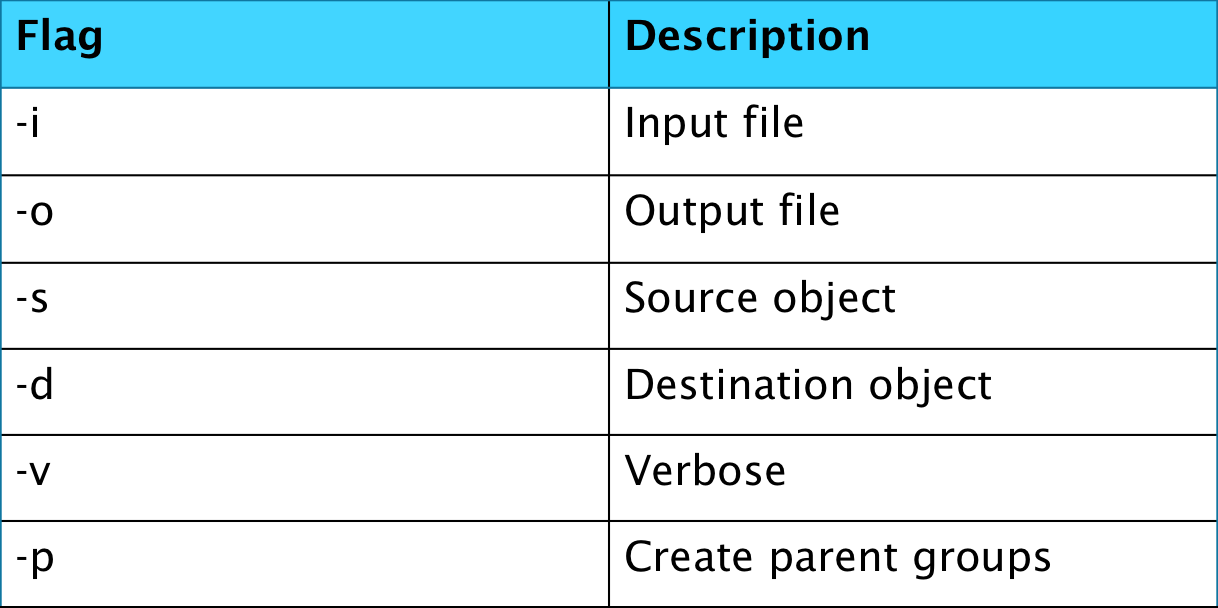 Flag Description
-i Input file
-o Output file
-s Source object
-d Destination object
-v Verbose
-p Create parent groups